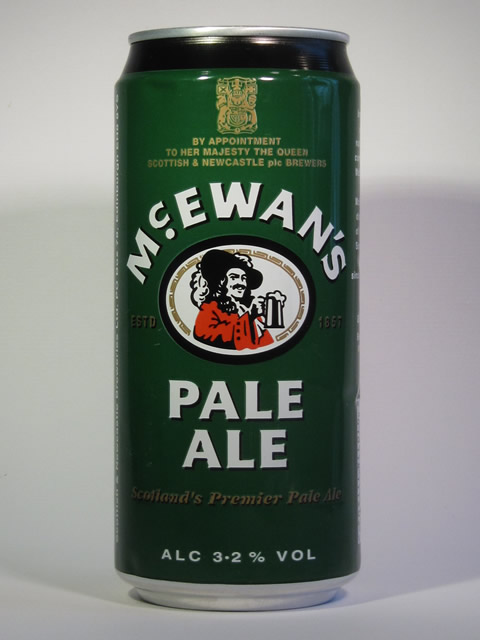 BY APPOINTMENT
TO HER MAJESTY THE QUEEN
SCOTTISH & NEWCASTLE plc BREWERS
McEWAN'S
ESTD 1857
PALE
ALE
Scotland's Premier Pale Ale
ALC 3·2 % VOL